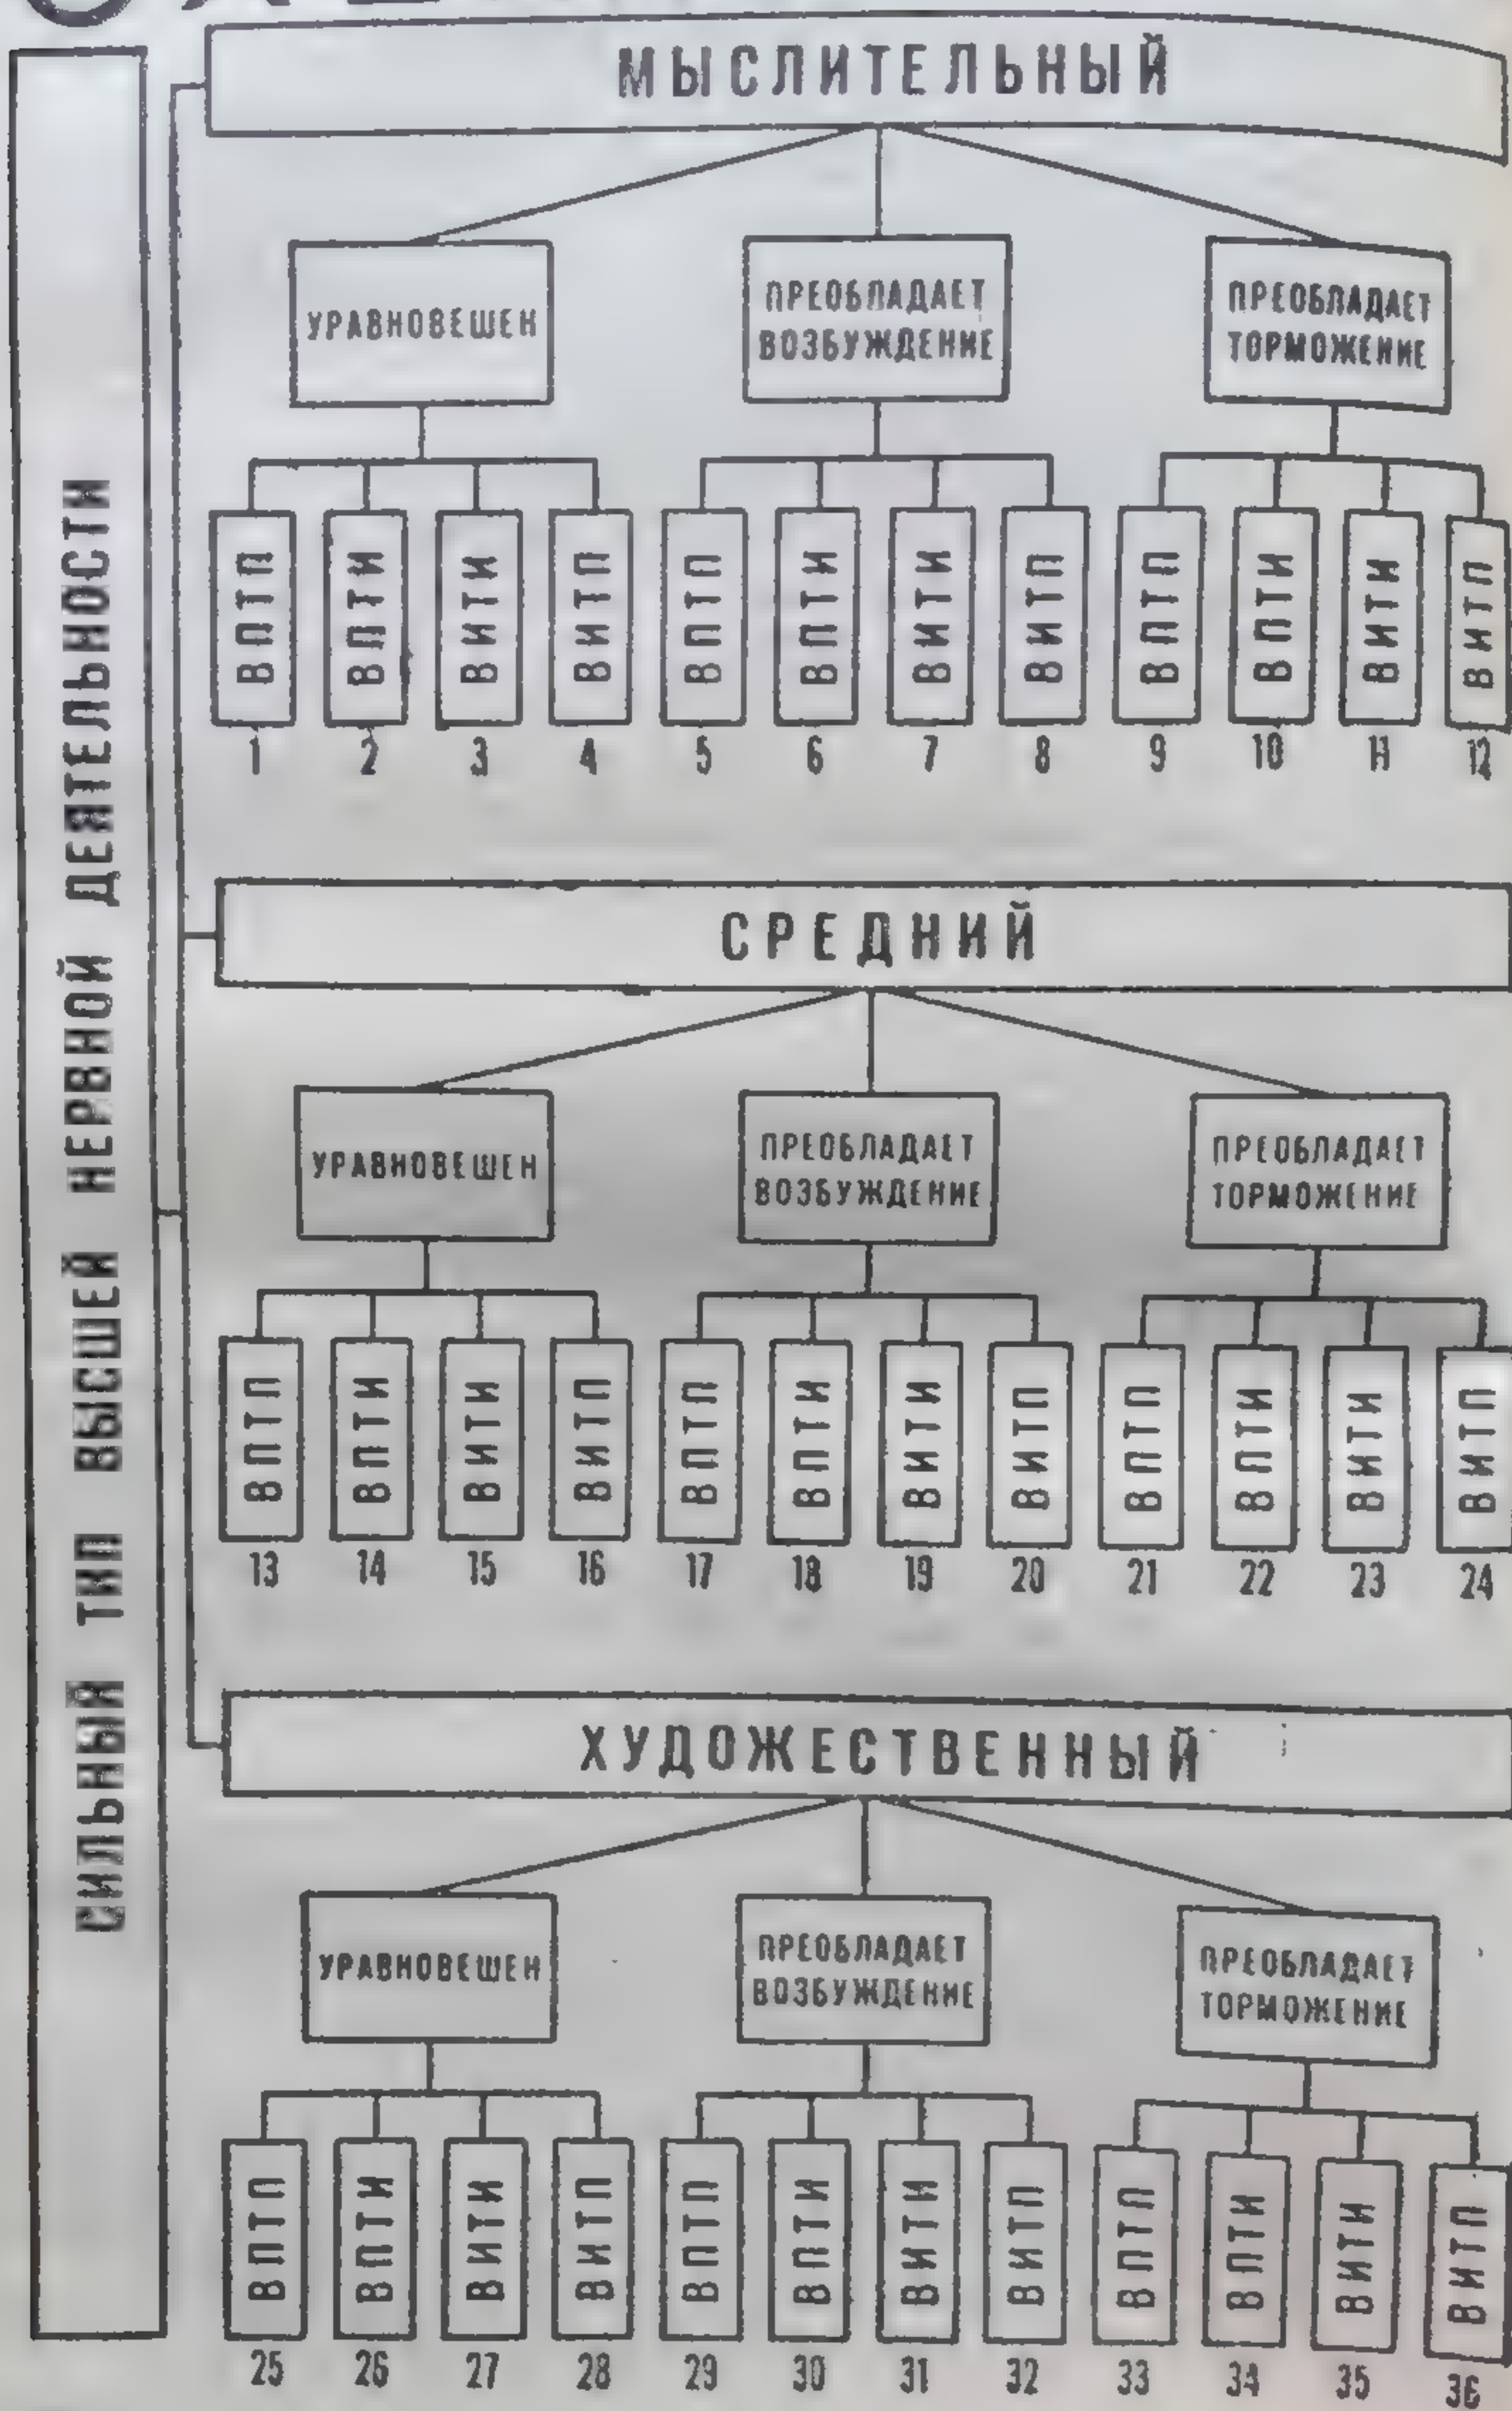 СИЛЬНЫЙ ТИП ВЫСШЕЙ НЕРВНОЙ ДЕЯТЕЛЬНОСТИ
МЫСЛИТЕЛЬНЫЙ
УРАВНОВЕШЕН
ПРЕОБЛАДАЕТ
ВОЗБУЖДЕНИЕ
ПРЕОБЛАДАЕТ
ТОРМОЖЕНИЕ
ВПТП ВПТИ ВИТИ ВИТП ВПТП ВПТИ ВИТИ ВИТП ВПТП ВПТИ ВИТИ ВИТП
1 2 3 4 5 6 7 8 9 10 11 12
СРЕДНИЙ
УРАВНОВЕШЕН
ПРЕОБЛАДАЕТ
ВОЗБУЖДЕНИЕ
ПРЕОБЛАДАЕТ
ТОРМОЖЕНИЕ
ВПТП ВПТИ ВИТИ ВИТП ВПТП ВПТИ ВИТИ ВИТП ВПТП ВПТИ ВИТИ ВИТП
13 14 15 16 17 18 19 20 21 22 23 24
ХУДОЖЕСТВЕННЫЙ
УРАВНОВЕШЕН
ПРЕОБЛАДАЕТ
ВОЗБУЖДЕНИЕ
ПРЕОБЛАДАЕТ
ТОРМОЖЕНИЕ
ВПТП ВПТИ ВИТИ ВИТП ВПТП ВПТИ ВИТИ ВИТП ВПТП ВПТИ ВИТИ ВИТП
25 26 27 28 29 30 31 32 33 34 35 36